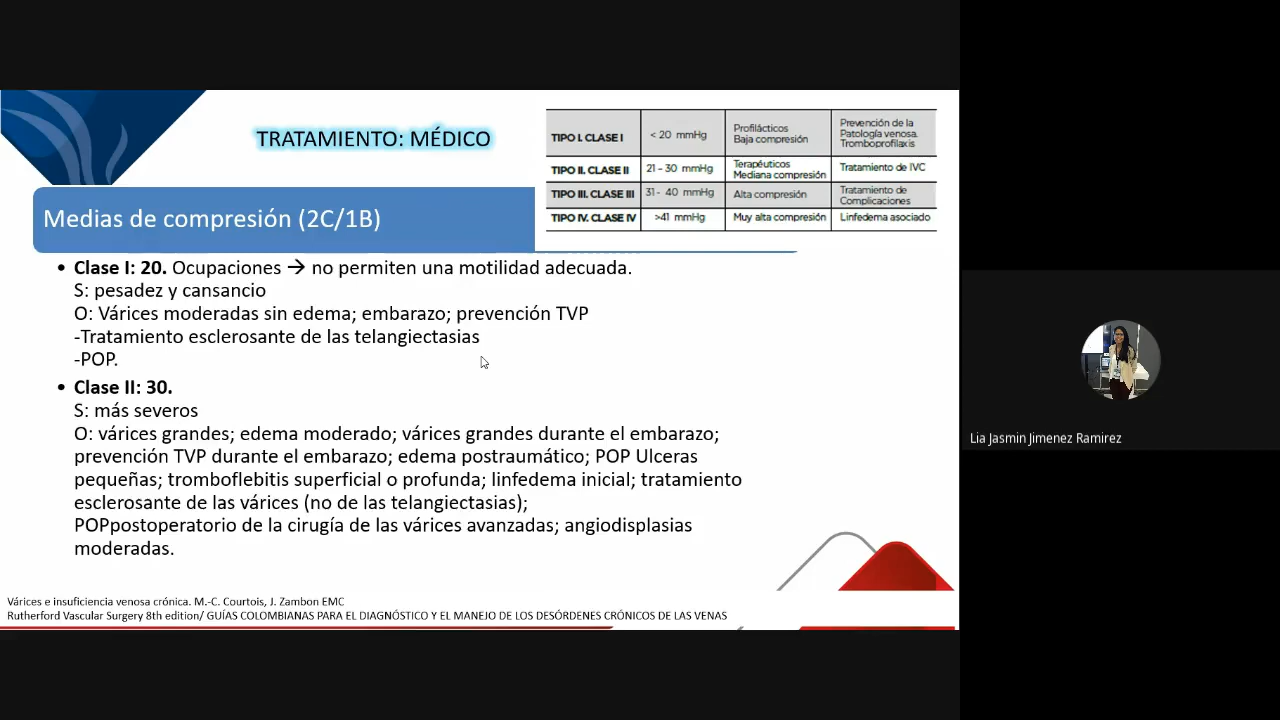 TRATAMIENTO: MÉDICO
TIPO I. CLASE I < 20 mmHg Profilácticos Baja compresión Prevención de la Patología venosa. Tromboprofilaxis
TIPO II. CLASE II 21 - 30 mmHg Terapéuticos Mediana compresión Tratamiento de IVC
TIPO III. CLASE III 31 - 40 mmHg Alta compresión Tratamiento de Complicaciones
TIPO IV. CLASE IV >41 mmHg Muy alta compresión Linfedema asociado
Medias de compresión (2C/1B)
• Clase I: 20. Ocupaciones → no permiten una motilidad adecuada.
S: pesadez y cansancio
O: Várices moderadas sin edema; embarazo; prevención TVP
-Tratamiento esclerosante de las telangiectasias
-POP.
• Clase II: 30.
S: más severos
O: várices grandes; edema moderado; várices grandes durante el embarazo;
prevención TVP durante el embarazo; edema postraumático; POP Ulceras
pequeñas; tromboflebitis superficial o profunda; linfedema inicial; tratamiento
esclerosante de las várices (no de las telangiectasias);
POPpostoperatorio de la cirugía de las várices avanzadas; angiodisplasias
moderadas.
Várices e insuficiencia venosa crónica. M.-C. Courtois, J. Zambon EMC
Rutherford Vascular Surgery 8th edition/ GUÍAS COLOMBIANAS PARA EL DIAGNÓSTICO Y EL MANEJO DE LOS DESÓRDENES CRÓNICOS DE LAS VENAS
Lia Jasmin Jimenez Ramirez